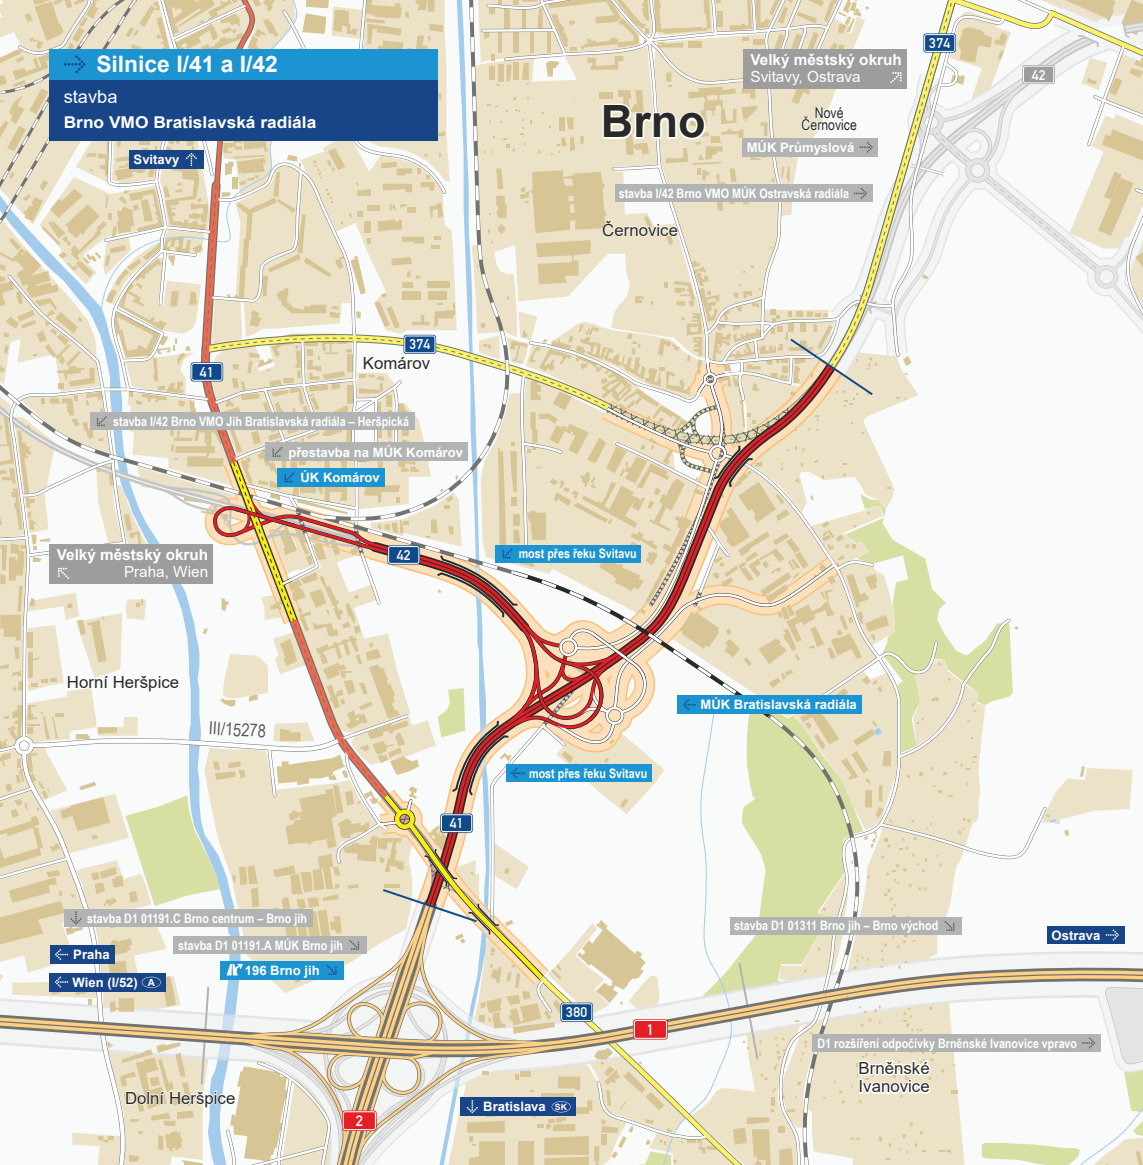 Silnice I/41 a I/42
stavba
Brno VMO Bratislavská radiála
Svitavy
374
Velký městský okruh
Svitavy, Ostrava
42
Brno
Nové
Černovice
MÚK Průmyslová
stavba I/42 Brno VMO MÚK Ostravská radiála
Černovice
374
Komárov
41
stavba I/42 Brno VMO Jih Bratislavská radiála – Heršpická
přestavba na MÚK Komárov
ÚK Komárov
Velký městský okruh
Praha, Wien
42
most přes řeku Svitavu
Horní Heršpice
MÚK Bratislavská radiála
III/15278
most přes řeku Svitavu
41
stavba D1 01191.C Brno centrum – Brno jih
stavba D1 01191.A MÚK Brno jih
stavba D1 01311 Brno jih – Brno východ
Ostrava
Praha
196 Brno jih
Wien (I/52) A
380
1
D1 rozšíření odpočívky Brněnské Ivanovice vpravo
Brněnské
Ivanovice
Dolní Heršpice
Bratislava SK
2